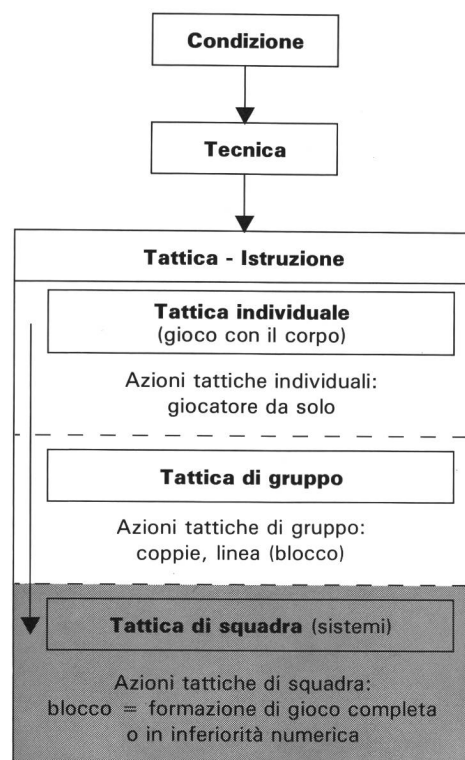 Condizione
Tecnica
Tattica - Istruzione
Tattica individuale
(gioco con il corpo)
Azioni tattiche individuali:
giocatore da solo
Tattica di gruppo
Azioni tattiche di gruppo:
coppie, linea (blocco)
Tattica di squadra (sistemi)
Azioni tattiche di squadra:
blocco = formazione di gioco completa
o in inferiorità numerica